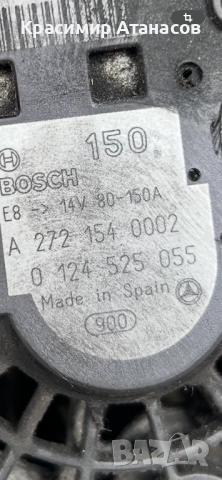 Красимир Атанасов
150
BOSCH
E8 -> 14V 80-150A
A 272 154 0002
0 124 525 055
Made in Spain
900
BAZAR